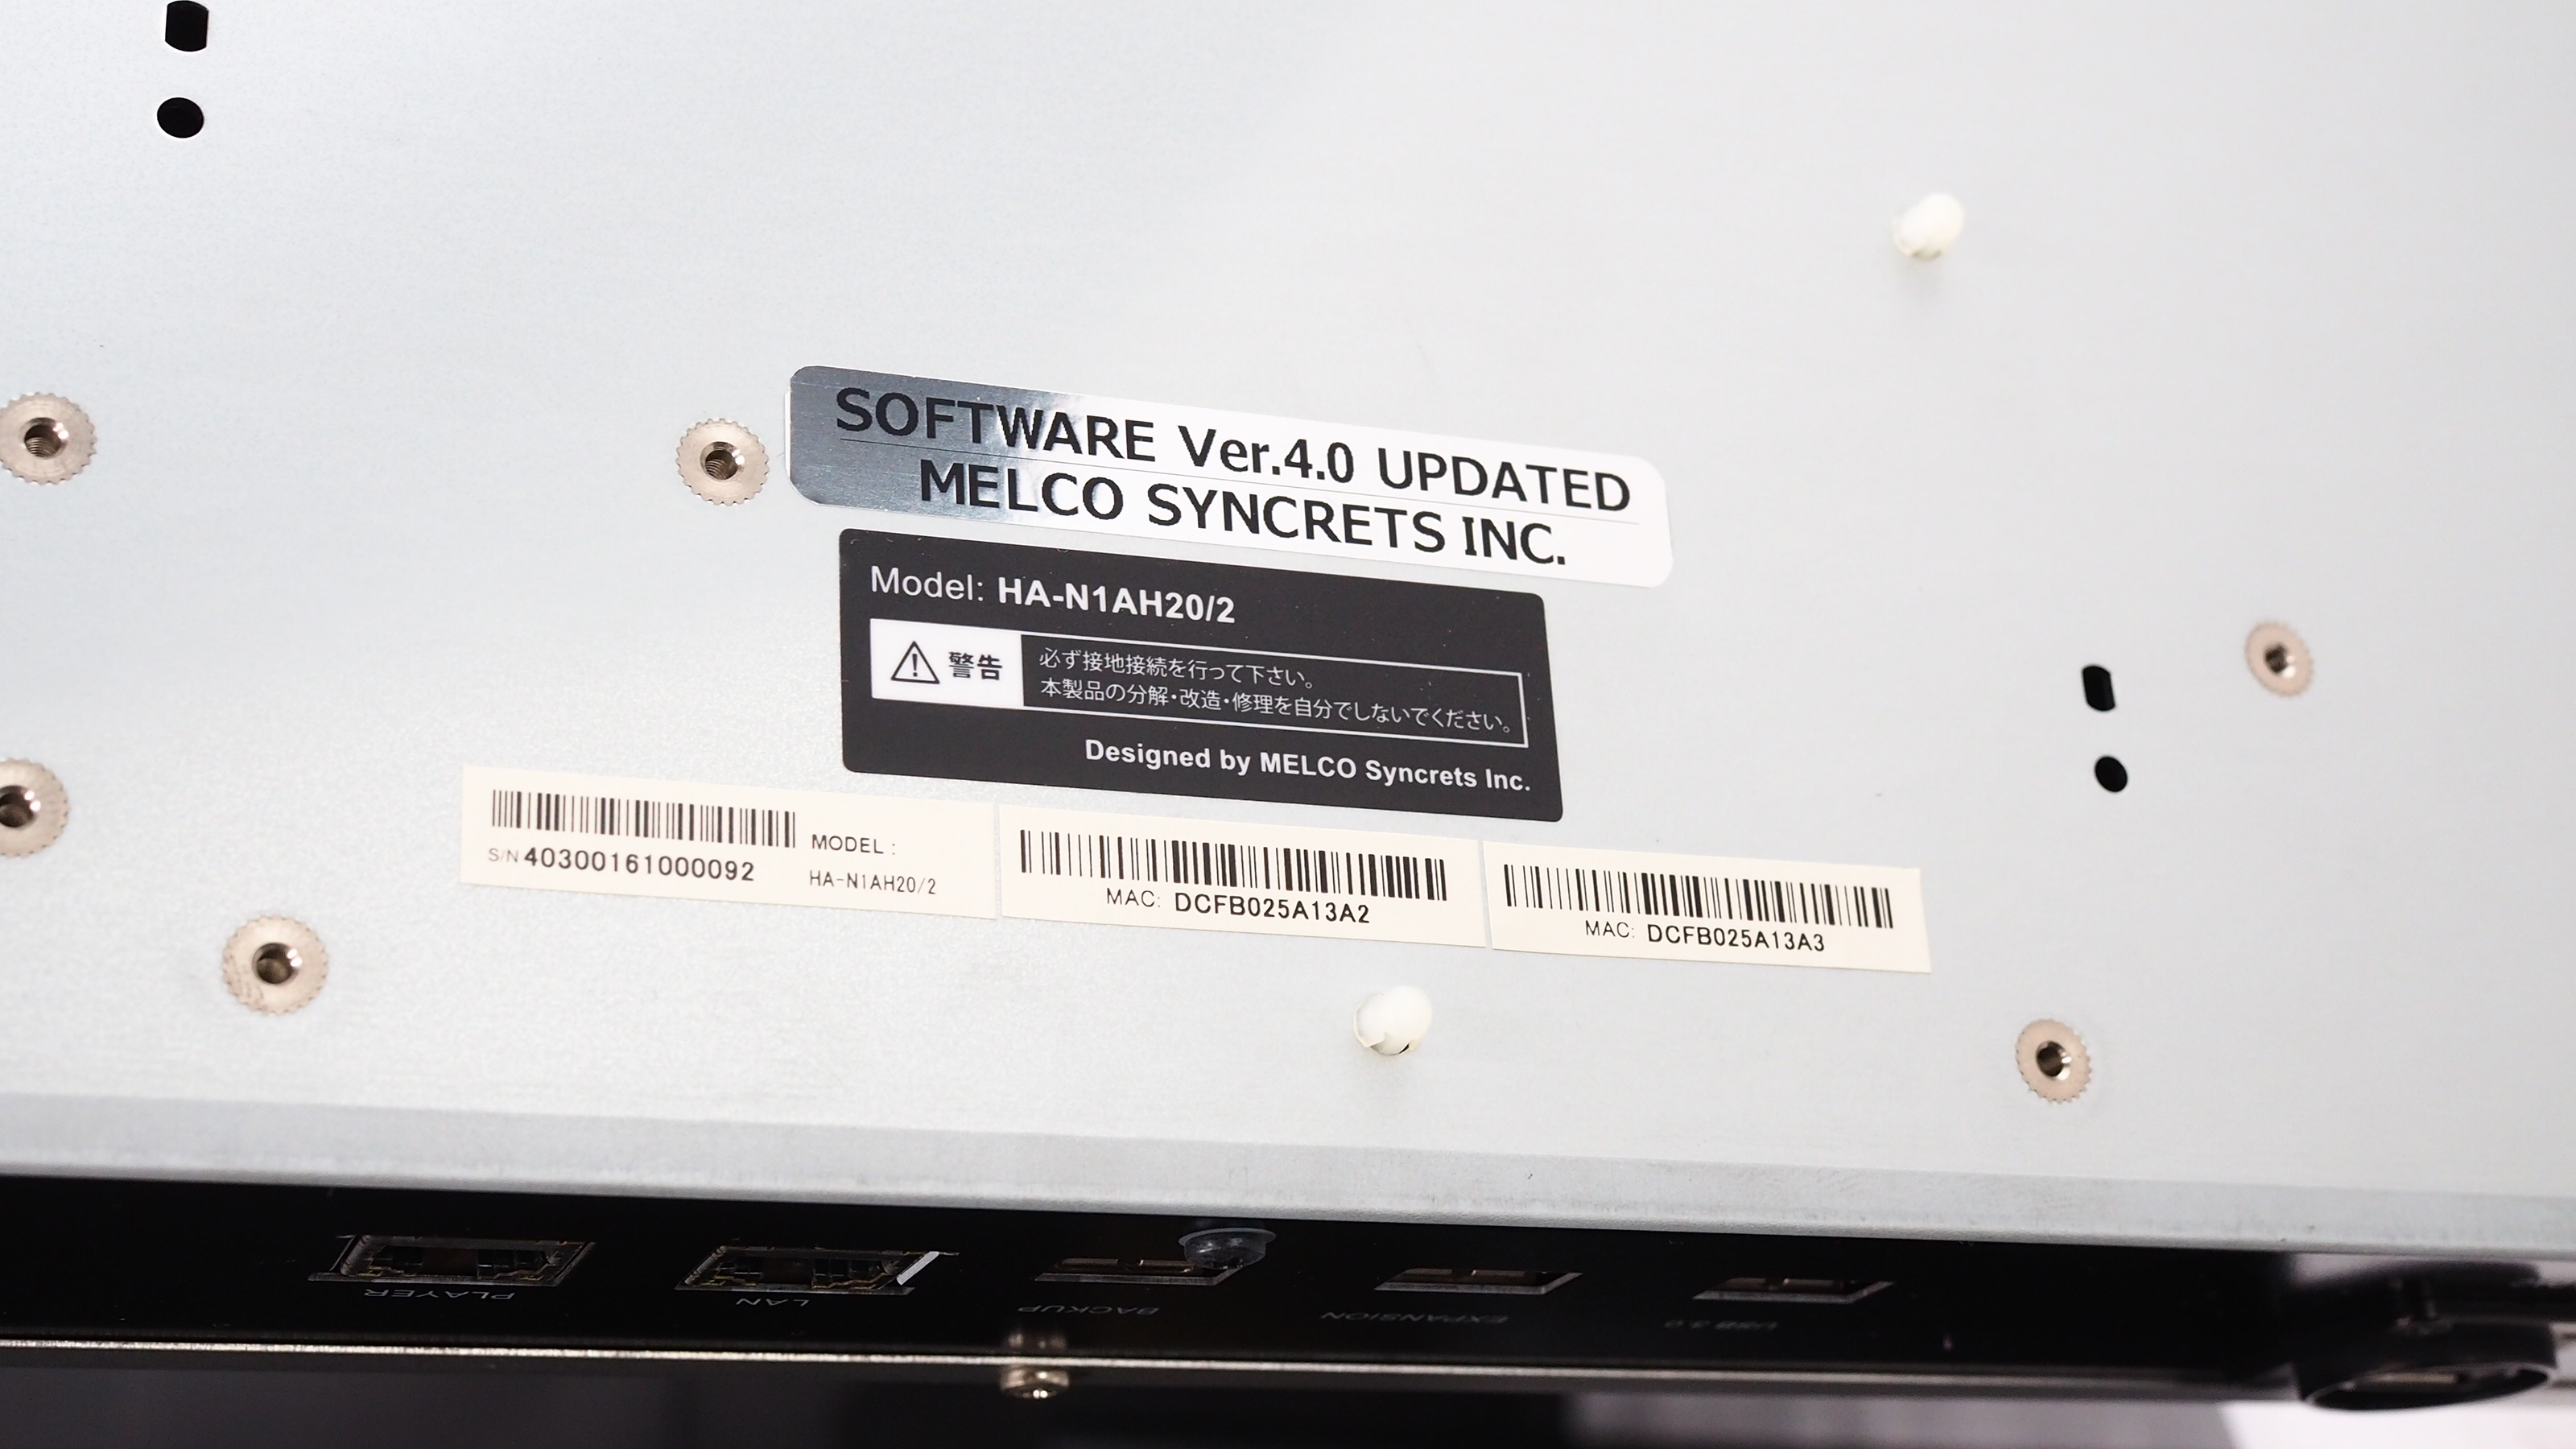 SOFTWARE Ver.4.0 UPDATED
MELCO SYNCRETS INC.
Model: HA-N1AH20/2
警告
必ず接地接続を行って下さい。
本製品の分解・改造・修理を自分でしないでください。
Designed by MELCO Syncrets Inc.
S/N 40300161000092
MODEL :
HA-N1AH20/2
MAC: DCFB025A13A2
MAC: DCFB025A13A3
PLAYER
LAN
BACKUP
EXPANSION
USB 3.0